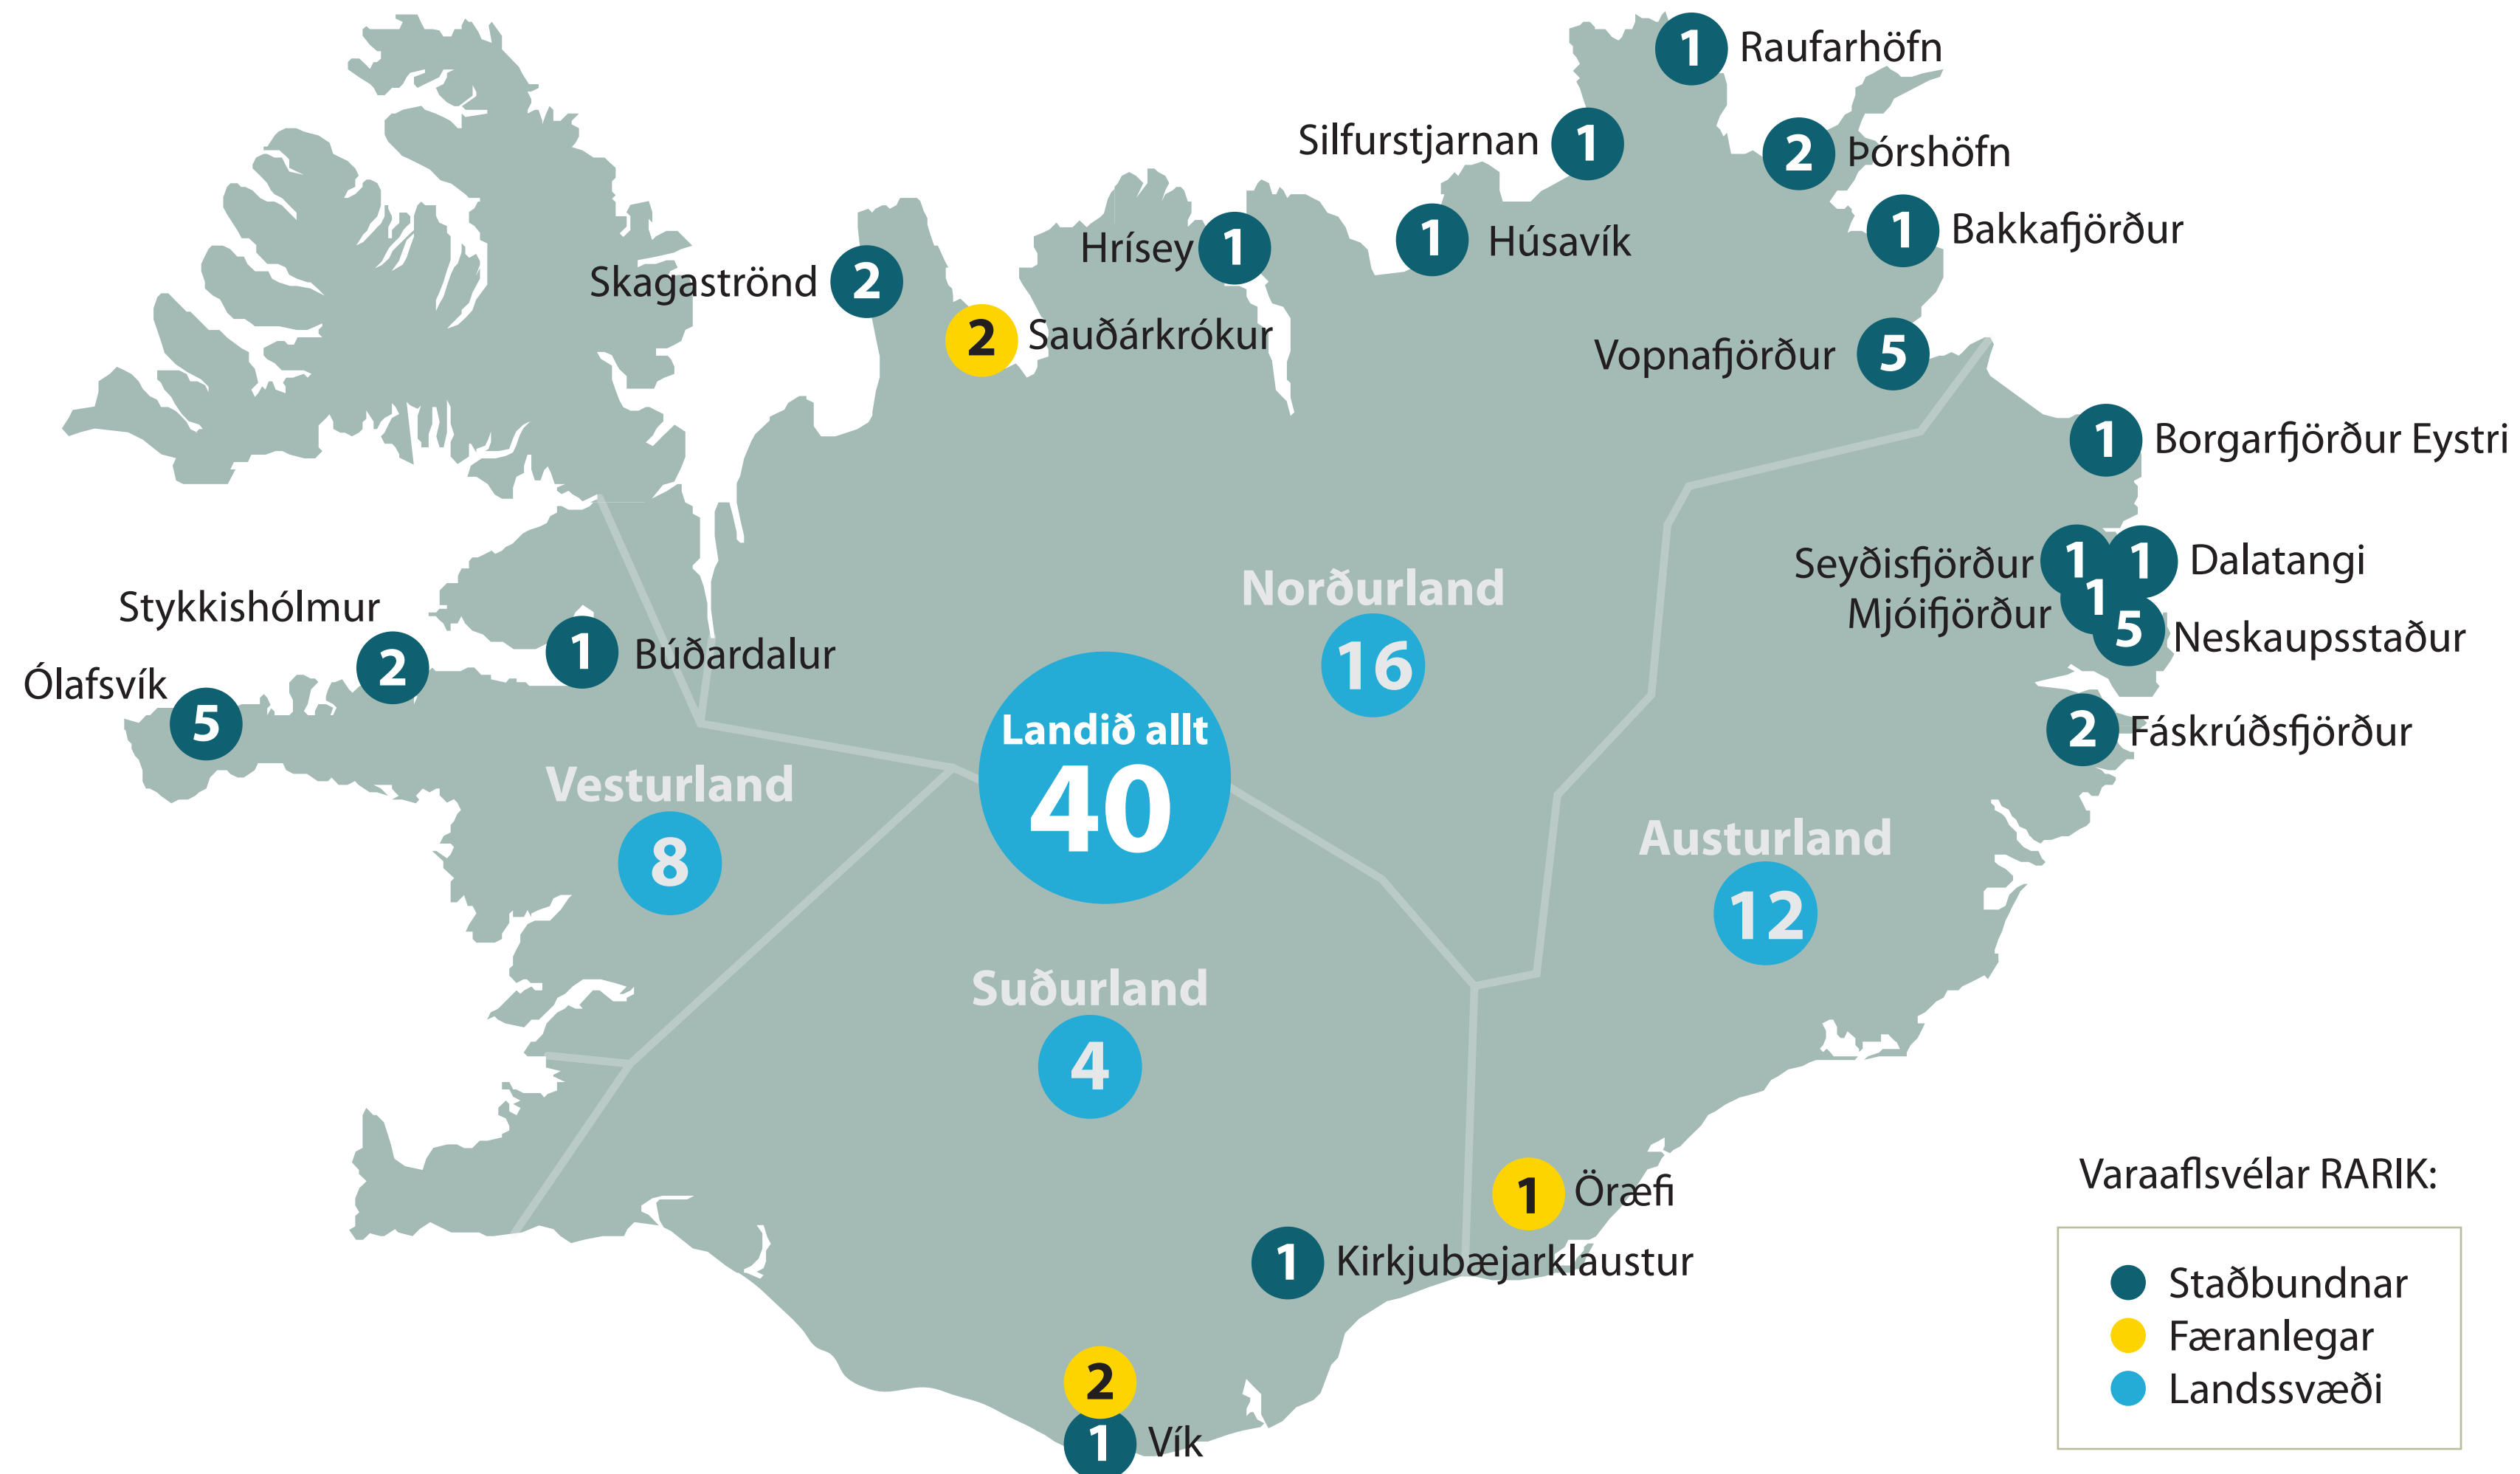 1 Raufarhöfn
Silfurstjarnan 1
2 Þórshöfn
Hrísey 1
1 Húsavík
1 Bakkafjörður
Skagaströnd 2
2 Sauðárkrókur
Vopnafjörður 5
1 Borgarfjörður Eystri
Seyðisfjörður 1
1 Dalatangi
Mjóifjörður 1
5 Neskaupsstaður
Stykkishólmur
2
1 Búðardalur
Ólafsvík
5
2 Fáskrúðsfjörður
Norðurland
16
Landið allt
40
Vesturland
8
Austurland
12
Suðurland
4
1 Öræfi
1 Kirkjubæjarklaustur
2
1 Vík
Varaaflsvélar RARIK:
Staðbundnar
Færanlegar
Landssvæði